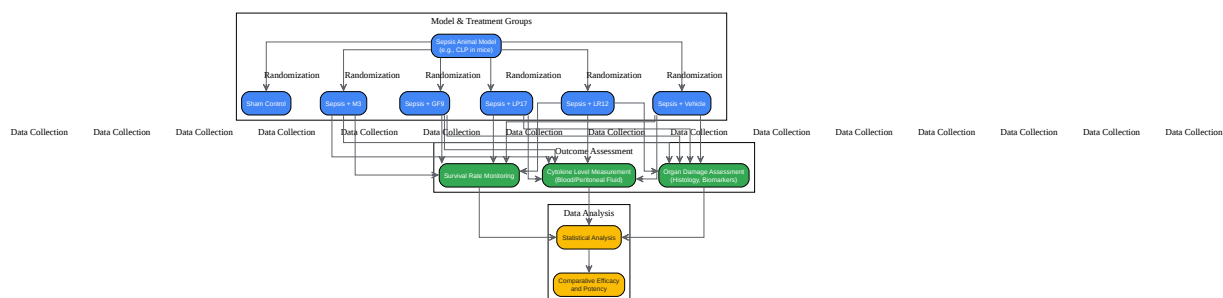 Model & Treatment Groups
Sepsis Animal Model
(e.g., CLP in mice)
Randomization Randomization Randomization Randomization Randomization Randomization
Sham Control Sepsis + M3 Sepsis + GF9 Sepsis + LP17 Sepsis + LR12 Sepsis + Vehicle
Data Collection Data Collection Data Collection Data Collection Data Collection Data Collection Data Collection Data Collection Data Collection Data Collection Data Collection Data Collection Data Collection Data Collection Data Collection
Outcome Assessment
Survival Rate Monitoring
Cytokine Level Measurement
(Blood/Peritoneal Fluid)
Organ Damage Assessment
(Histology, Biomarkers)
Data Analysis
Statistical Analysis
Comparative Efficacy
and Potency